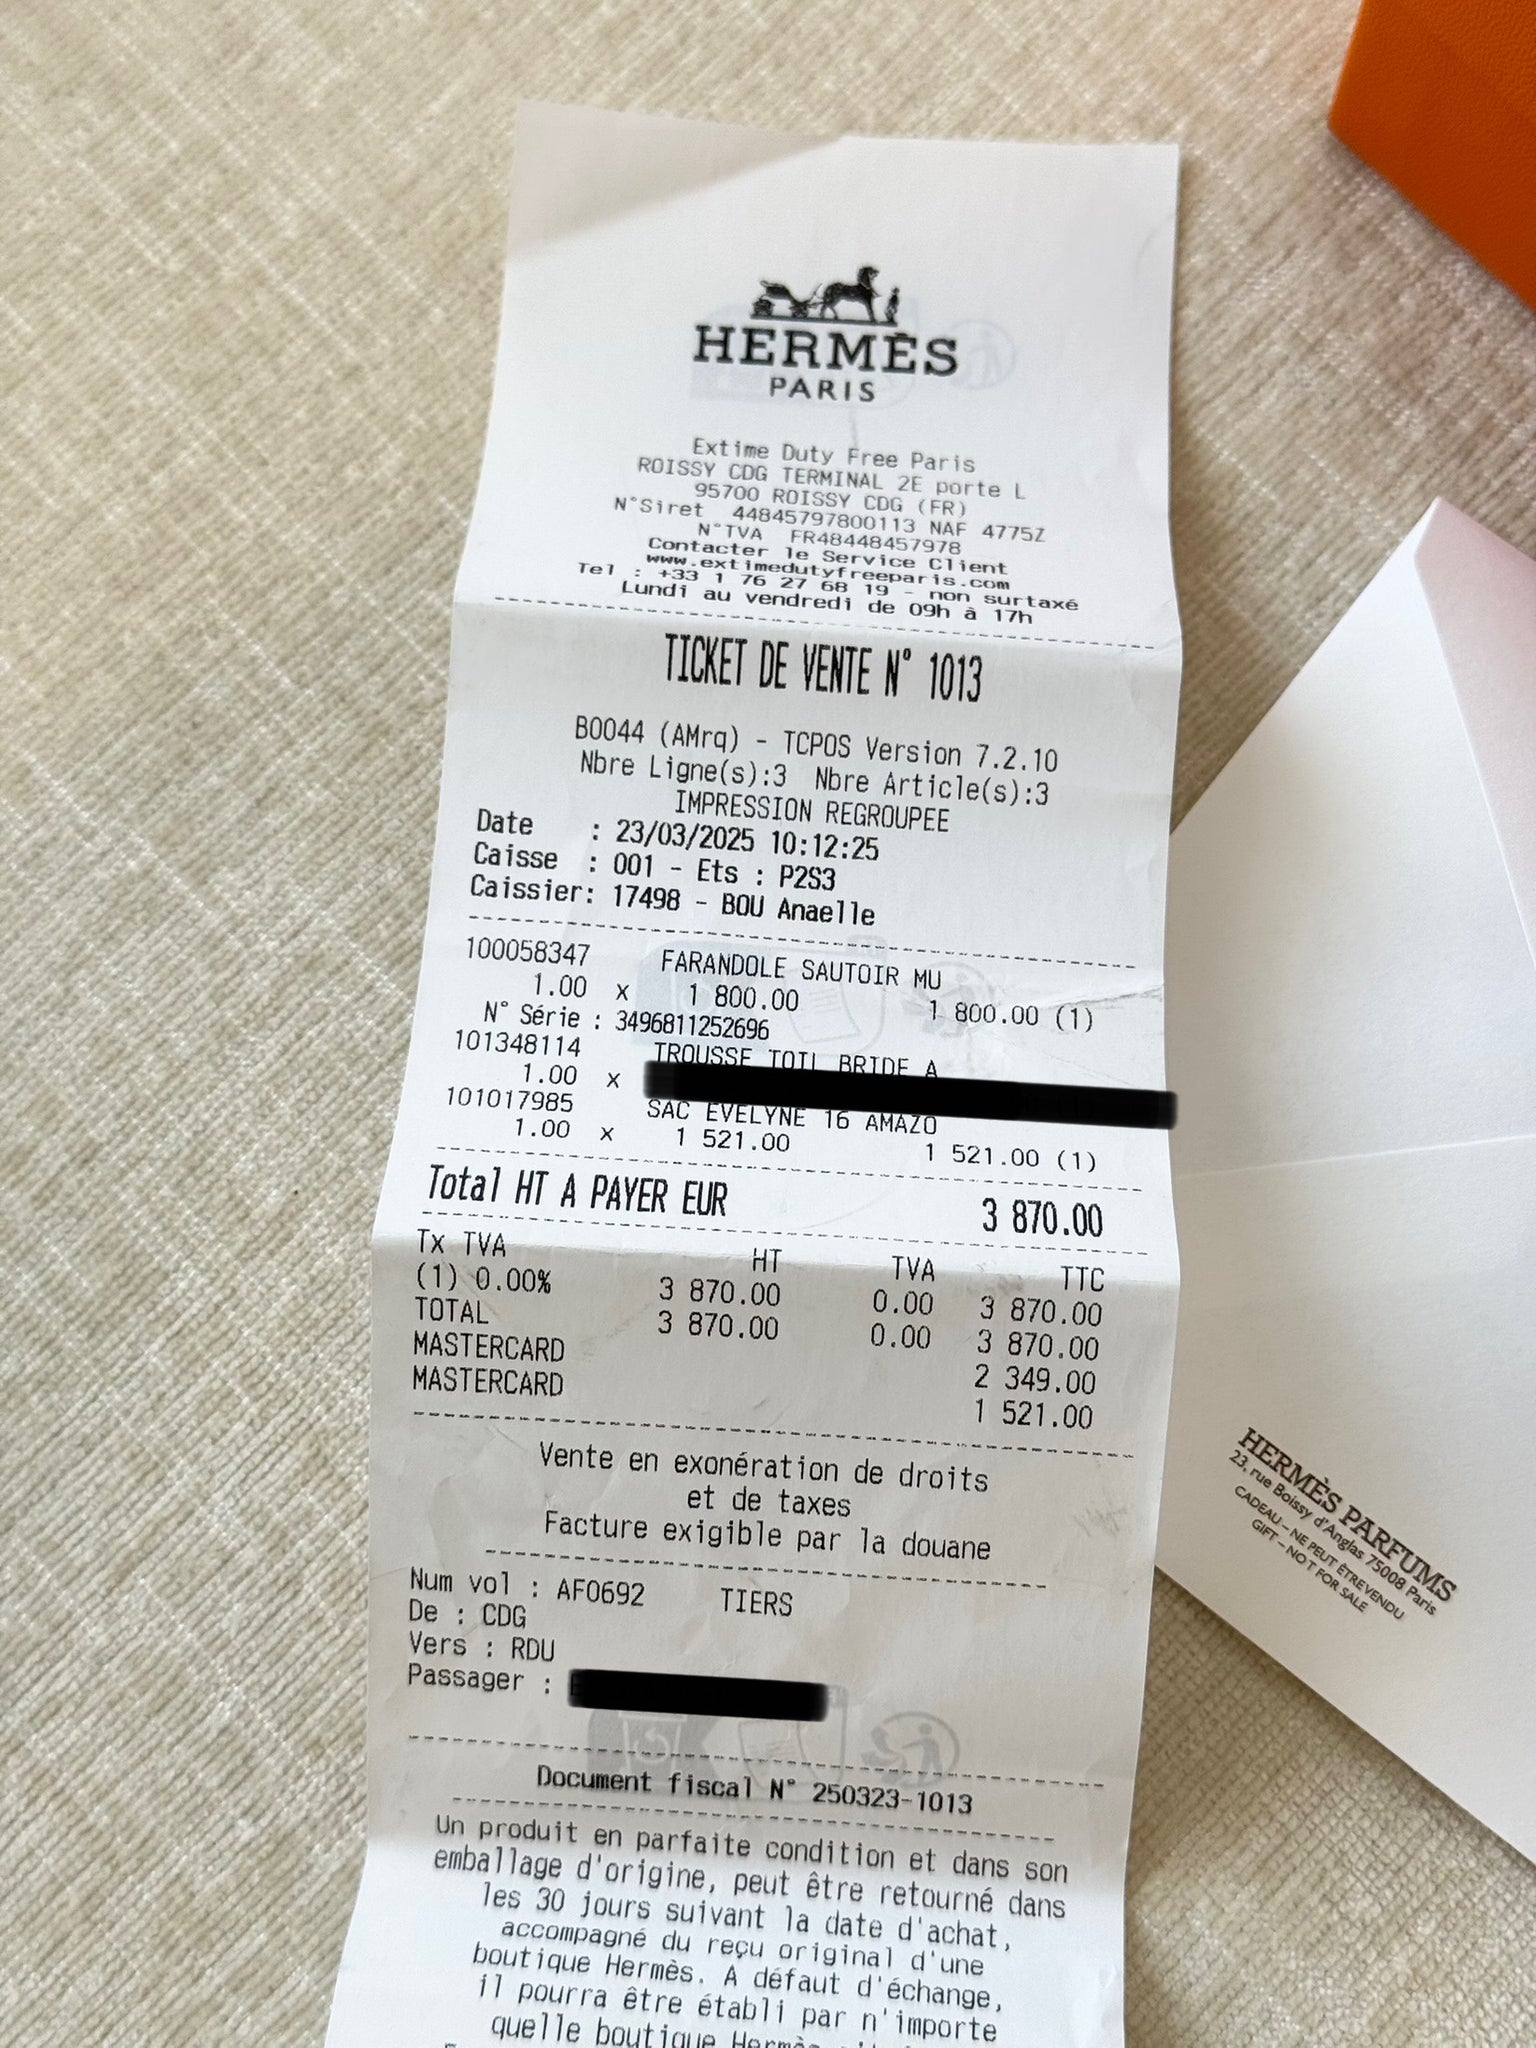 HERMÈS
PARIS
Extime Duty Free Paris
ROISSY CDG TERMINAL 2E porte L
95700 ROISSY CDG (FR)
N°Siret 44845797800113 NAF 4775Z
N°TVA FR48448457978
Contacter le Service Client
www.extimedutyfreeparis.com
Tel : +33 1 76 27 68 19 - non surtaxé
Lundi au vendredi de 09h à 17h
TICKET DE VENTE N° 1013
B0044 (AMrq) - TCPOS Version 7.2.10
Nbre Ligne(s):3 Nbre Article(s):3
IMPRESSION REGROUPEE
Date : 23/03/2025 10:12:25
Caisse : 001 - Ets : P2S3
Caissier: 17498 - BOU Anaelle
100058347 FARANDOLE SAUTOIR MU
1.00 x 1 800.00 1 800.00 (1)
N° Série : 3496811252696
101348114 TROUSSE TOIL BRIDE A
1.00 x
101017985 SAC EVELYNE 16 AMAZO
1.00 x 1 521.00 1 521.00 (1)
Total HT A PAYER EUR 3 870.00
Tx TVA HT TVA TTC
(1) 0.00% 3 870.00 0.00 3 870.00
TOTAL 3 870.00 0.00 3 870.00
MASTERCARD 2 349.00
MASTERCARD 1 521.00
Vente en exonération de droits
et de taxes
Facture exigible par la douane
Num vol : AF0692 TIERS
De : CDG
Vers : RDU
Passager :
Document fiscal N° 250323-1013
Un produit en parfaite condition et dans son
emballage d'origine, peut être retourné dans
les 30 jours suivant la date d'achat,
accompagné du reçu original d'une
boutique Hermès. A défaut d'échange,
il pourra être établi par n'importe
quelle boutique Hermès
HERMÈS PARFUMS
23, rue Boissy d'Anglas 75008 Paris
CADEAU – NE PEUT ÊTRE VENDU
GIFT – NOT FOR SALE